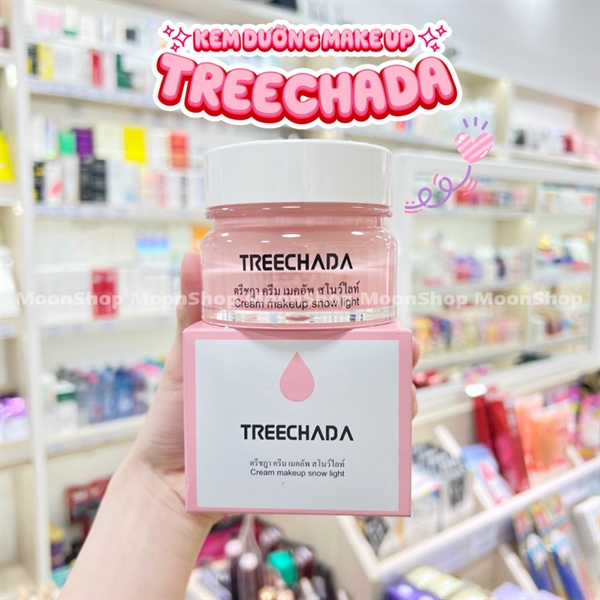 KEM DƯỠNG MAKE UP
TREECHADA
TREECHADA
ตรีชฎา ครีม เมคอัพ สโนว์ไลท์
Cream makeup snow light
MoonShop MoonShop MoonShop MoonShop MoonShop
TREECHADA
ตรีชฎา ครีม เมคอัพ สโนว์ไลท์
Cream makeup snow light